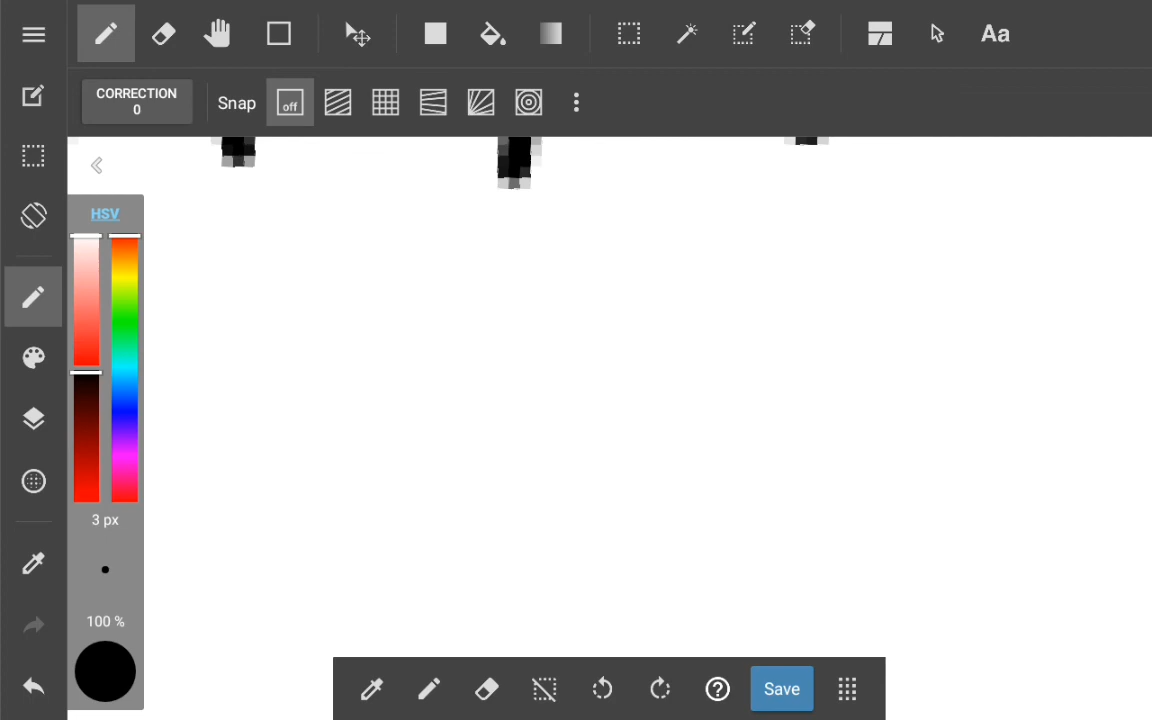 Aa
CORRECTION
0
Snap
off
HSV
3 px
100 %
Save